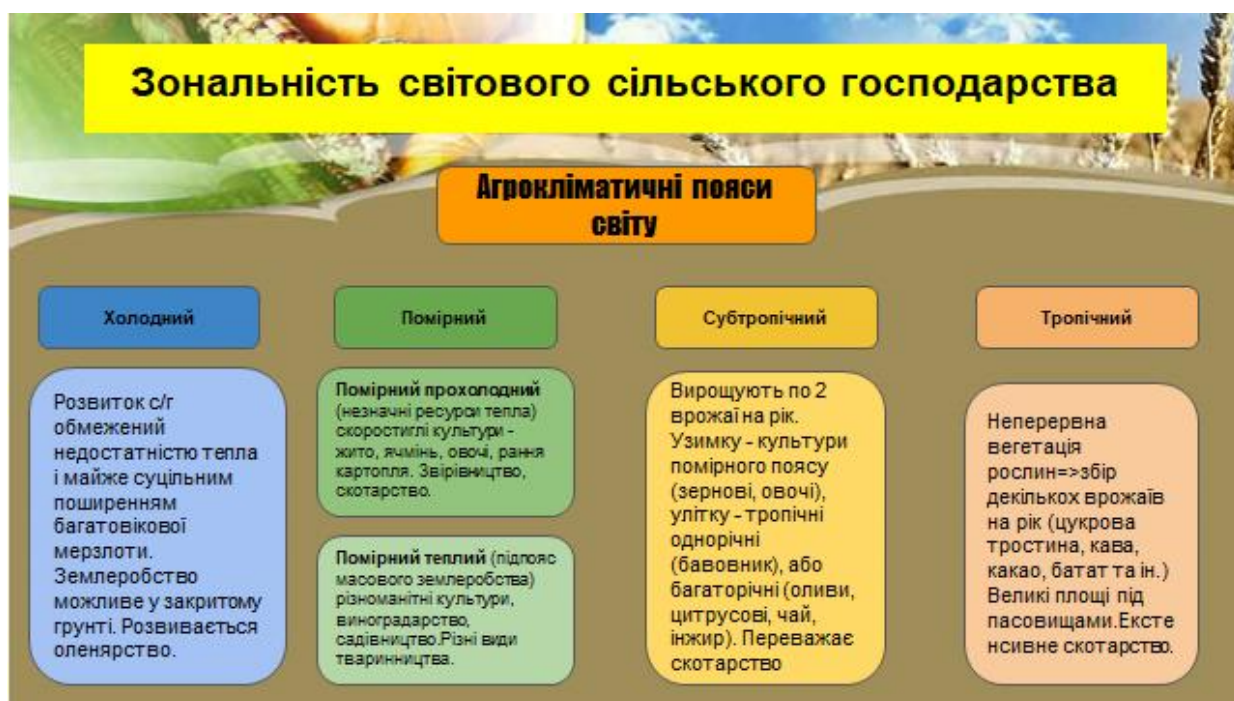 Зональність світового сільського господарства
Агрокліматичні пояси
світу
Холодний
Помірний
Субтропічний
Тропічний
Розвиток с/г
обмежений
недостатністю тепла
і майже суцільним
поширенням
багатовікової
мерзлоти.
Землеробство
можливе у закритому
грунті. Розвивається
оленярство.
Помірний прохолодний
(незначні ресурси тепла)
скоростиглі культури -
жито, ячмінь, овочі, рання
картопля. Звірівництво,
скотарство.
Помірний теплий (підпояс
масового землеробства)
різноманітні культури,
виноградарство,
садівництво.Різні види
тваринництва.
Вирощують по 2
врожаї на рік.
Узимку - культури
помірного поясу
(зернові, овочі),
улітку - тропічні
однорічні
(бавовник), або
багаторічні (оливи,
цитрусові, чай,
інжир). Переважає
скотарство
Неперервна
вегетація
рослин=>збір
декількох врожаїв
на рік (цукрова
тростина, кава,
какао, батат та ін.)
Великі площі під
пасовищами.Ексте
нсивне скотарство.